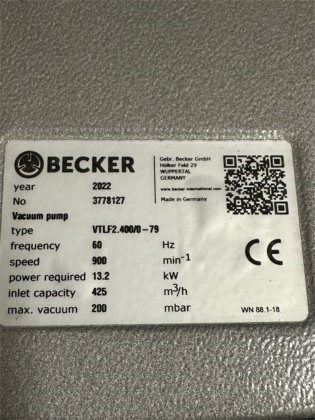 BECKER
Gebr. Becker GmbH
Hölker Feld 29
WUPPERTAL
GERMANY
www.becker-international.com
Made in Germany
year 2022
No 3778127
Vacuum pump
type VTLF2.400/0-79
frequency 60 Hz
speed 900 min-1
power required 13.2 kW
inlet capacity 425 m3/h
max. vacuum 200 mbar
CE
WN 88.1-18